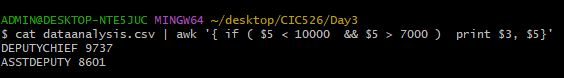 ADMIN@DESKTOP-NTE5JUC MINGW64 ~/desktop/CIC526/Day3
$ cat dataanalysis.csv | awk '{ if ( $5 < 10000  && $5 > 7000 )  print $3, $5}'
DEPUTYCHIEF 9737
ASSTDEPUTY 8601